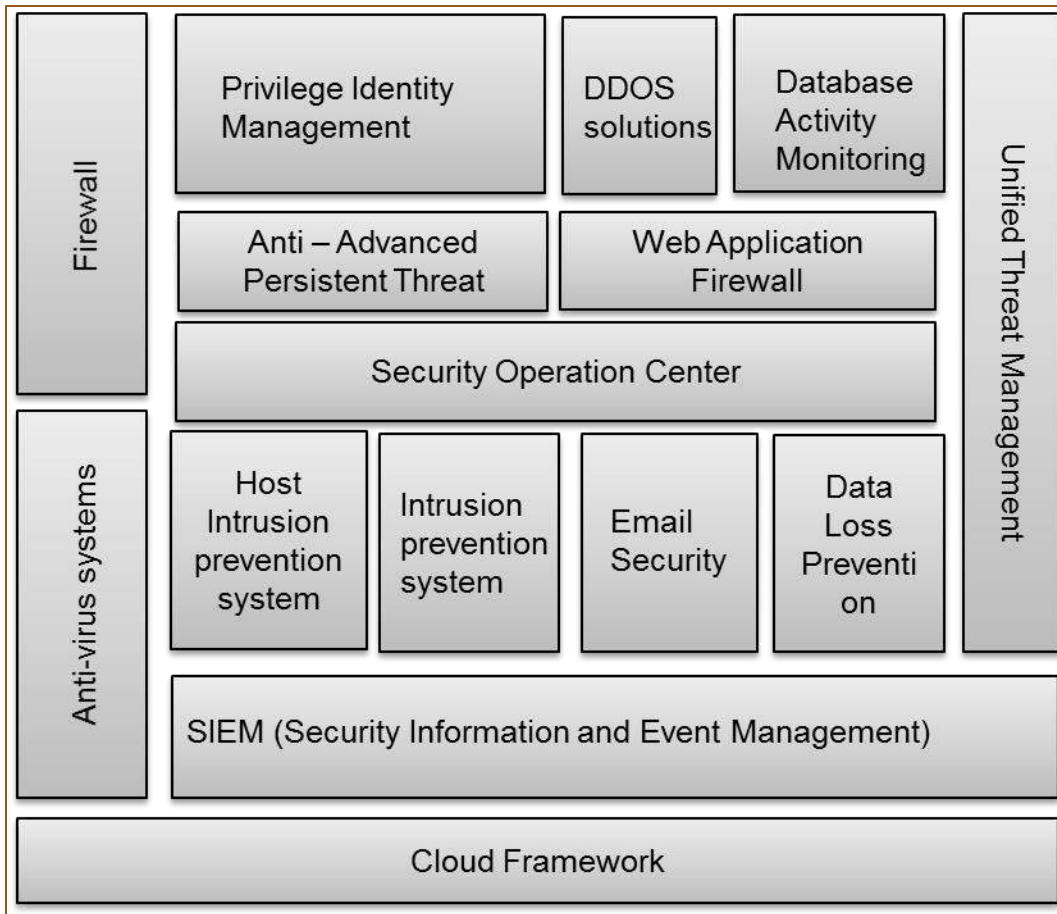 Firewall
Privilege Identity
Management
DDOS
solutions
Database
Activity
Monitoring
Unified Threat Management
Anti – Advanced
Persistent Threat
Web Application
Firewall
Security Operation Center
Anti-virus systems
Host
Intrusion
prevention
system
Intrusion
prevention
system
Email
Security
Data
Loss
Preventi
on
SIEM (Security Information and Event Management)
Cloud Framework